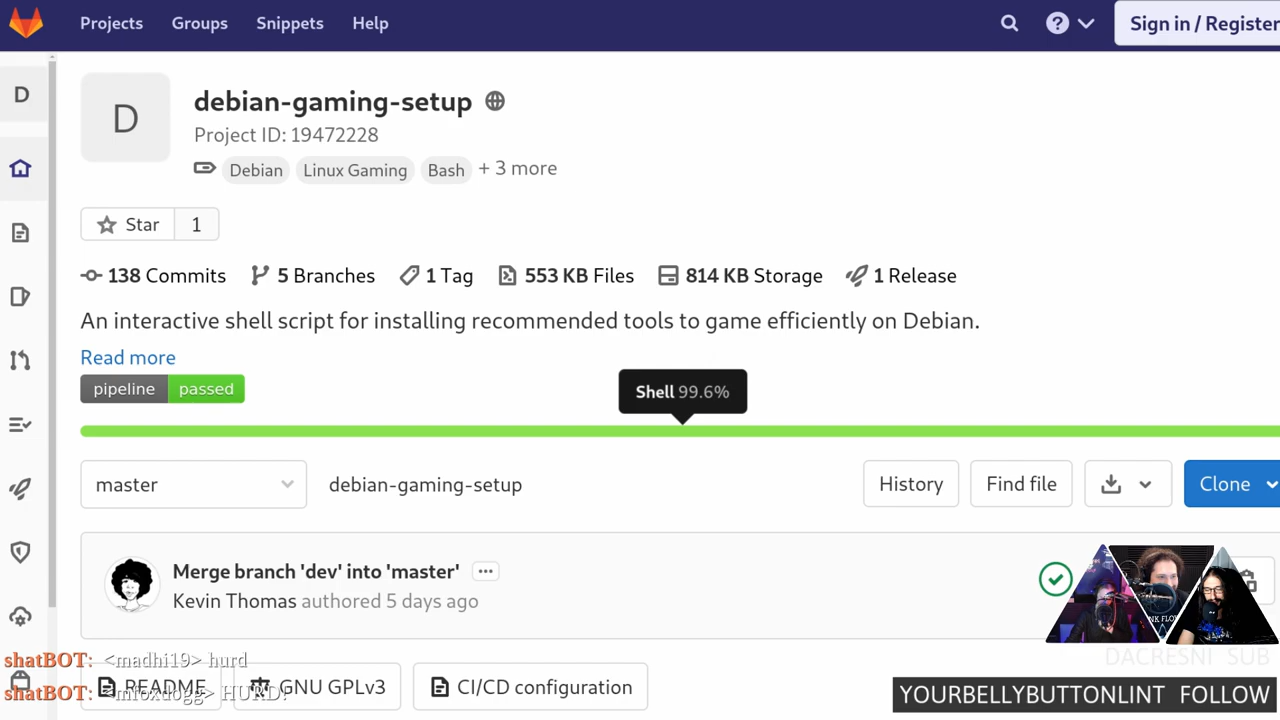 Projects Groups Snippets Help
Sign in / Register
D
D
debian-gaming-setup
Project ID: 19472228
Debian Linux Gaming Bash + 3 more
Star 1
138 Commits 5 Branches 1 Tag 553 KB Files 814 KB Storage 1 Release
An interactive shell script for installing recommended tools to game efficiently on Debian.
Read more
pipeline passed
Shell 99.6%
master debian-gaming-setup History Find file Clone
Merge branch 'dev' into 'master'
Kevin Thomas authored 5 days ago
shatBOT: <madhi19> hurd
README GNU GPLv3 CI/CD configuration
shatBOT: <mfoxdogg> HURD!
DACRESNI SUB
YOURBELLYBUTTONLINT FOLLOW